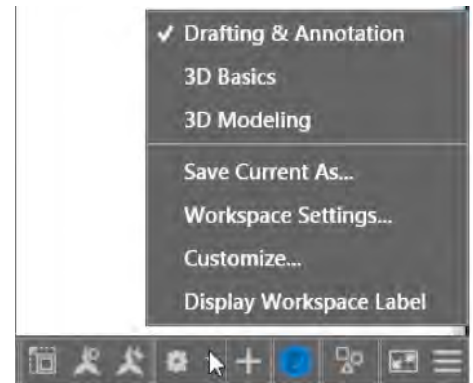 Drafting & Annotation
3D Basics
3D Modeling
Save Current As...
Workspace Settings...
Customize...
Display Workspace Label